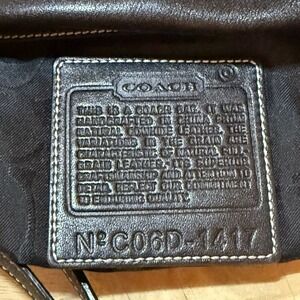 COACH
THIS IS A COACH BAG. IT WAS
HANDCRAFTED IN CHINA FROM
NATURAL COWHIDE LEATHER. THE
VARIATIONS IN THE GRAIN ARE
CHARACTERISTIC OF FULL
GRAIN LEATHER. ITS SUPERIOR
CRAFTSMANSHIP AND ATTENTION TO
DETAIL REFLECT OUR COMMITMENT
TO ENDURING QUALITY.
Nº C06D-1417